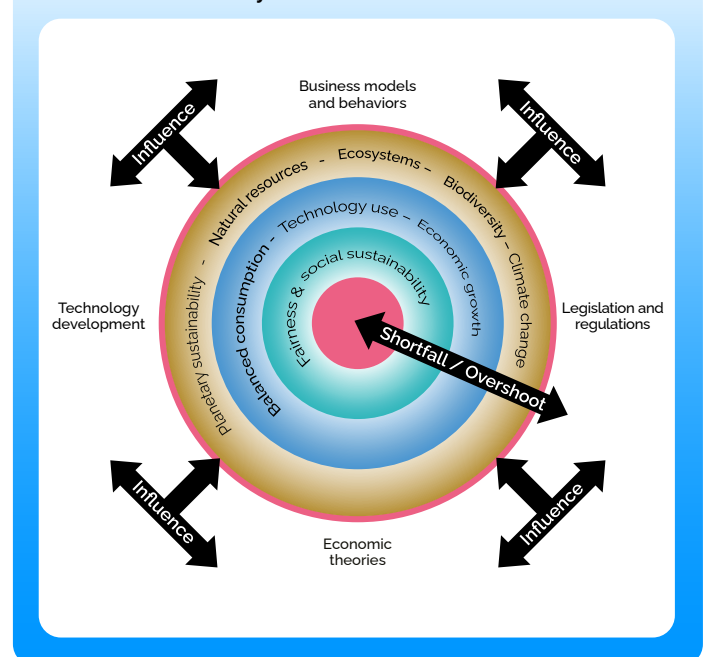 Business models
and behaviors
Influence
Influence
Planetary sustainability - Natural resources - Ecosystems – Biodiversity – Climate change
Balanced consumption - Technology use – Economic growth
Fairness & social sustainability
Technology
development
Legislation and
regulations
Shortfall / Overshoot
Influence
Influence
Economic
theories